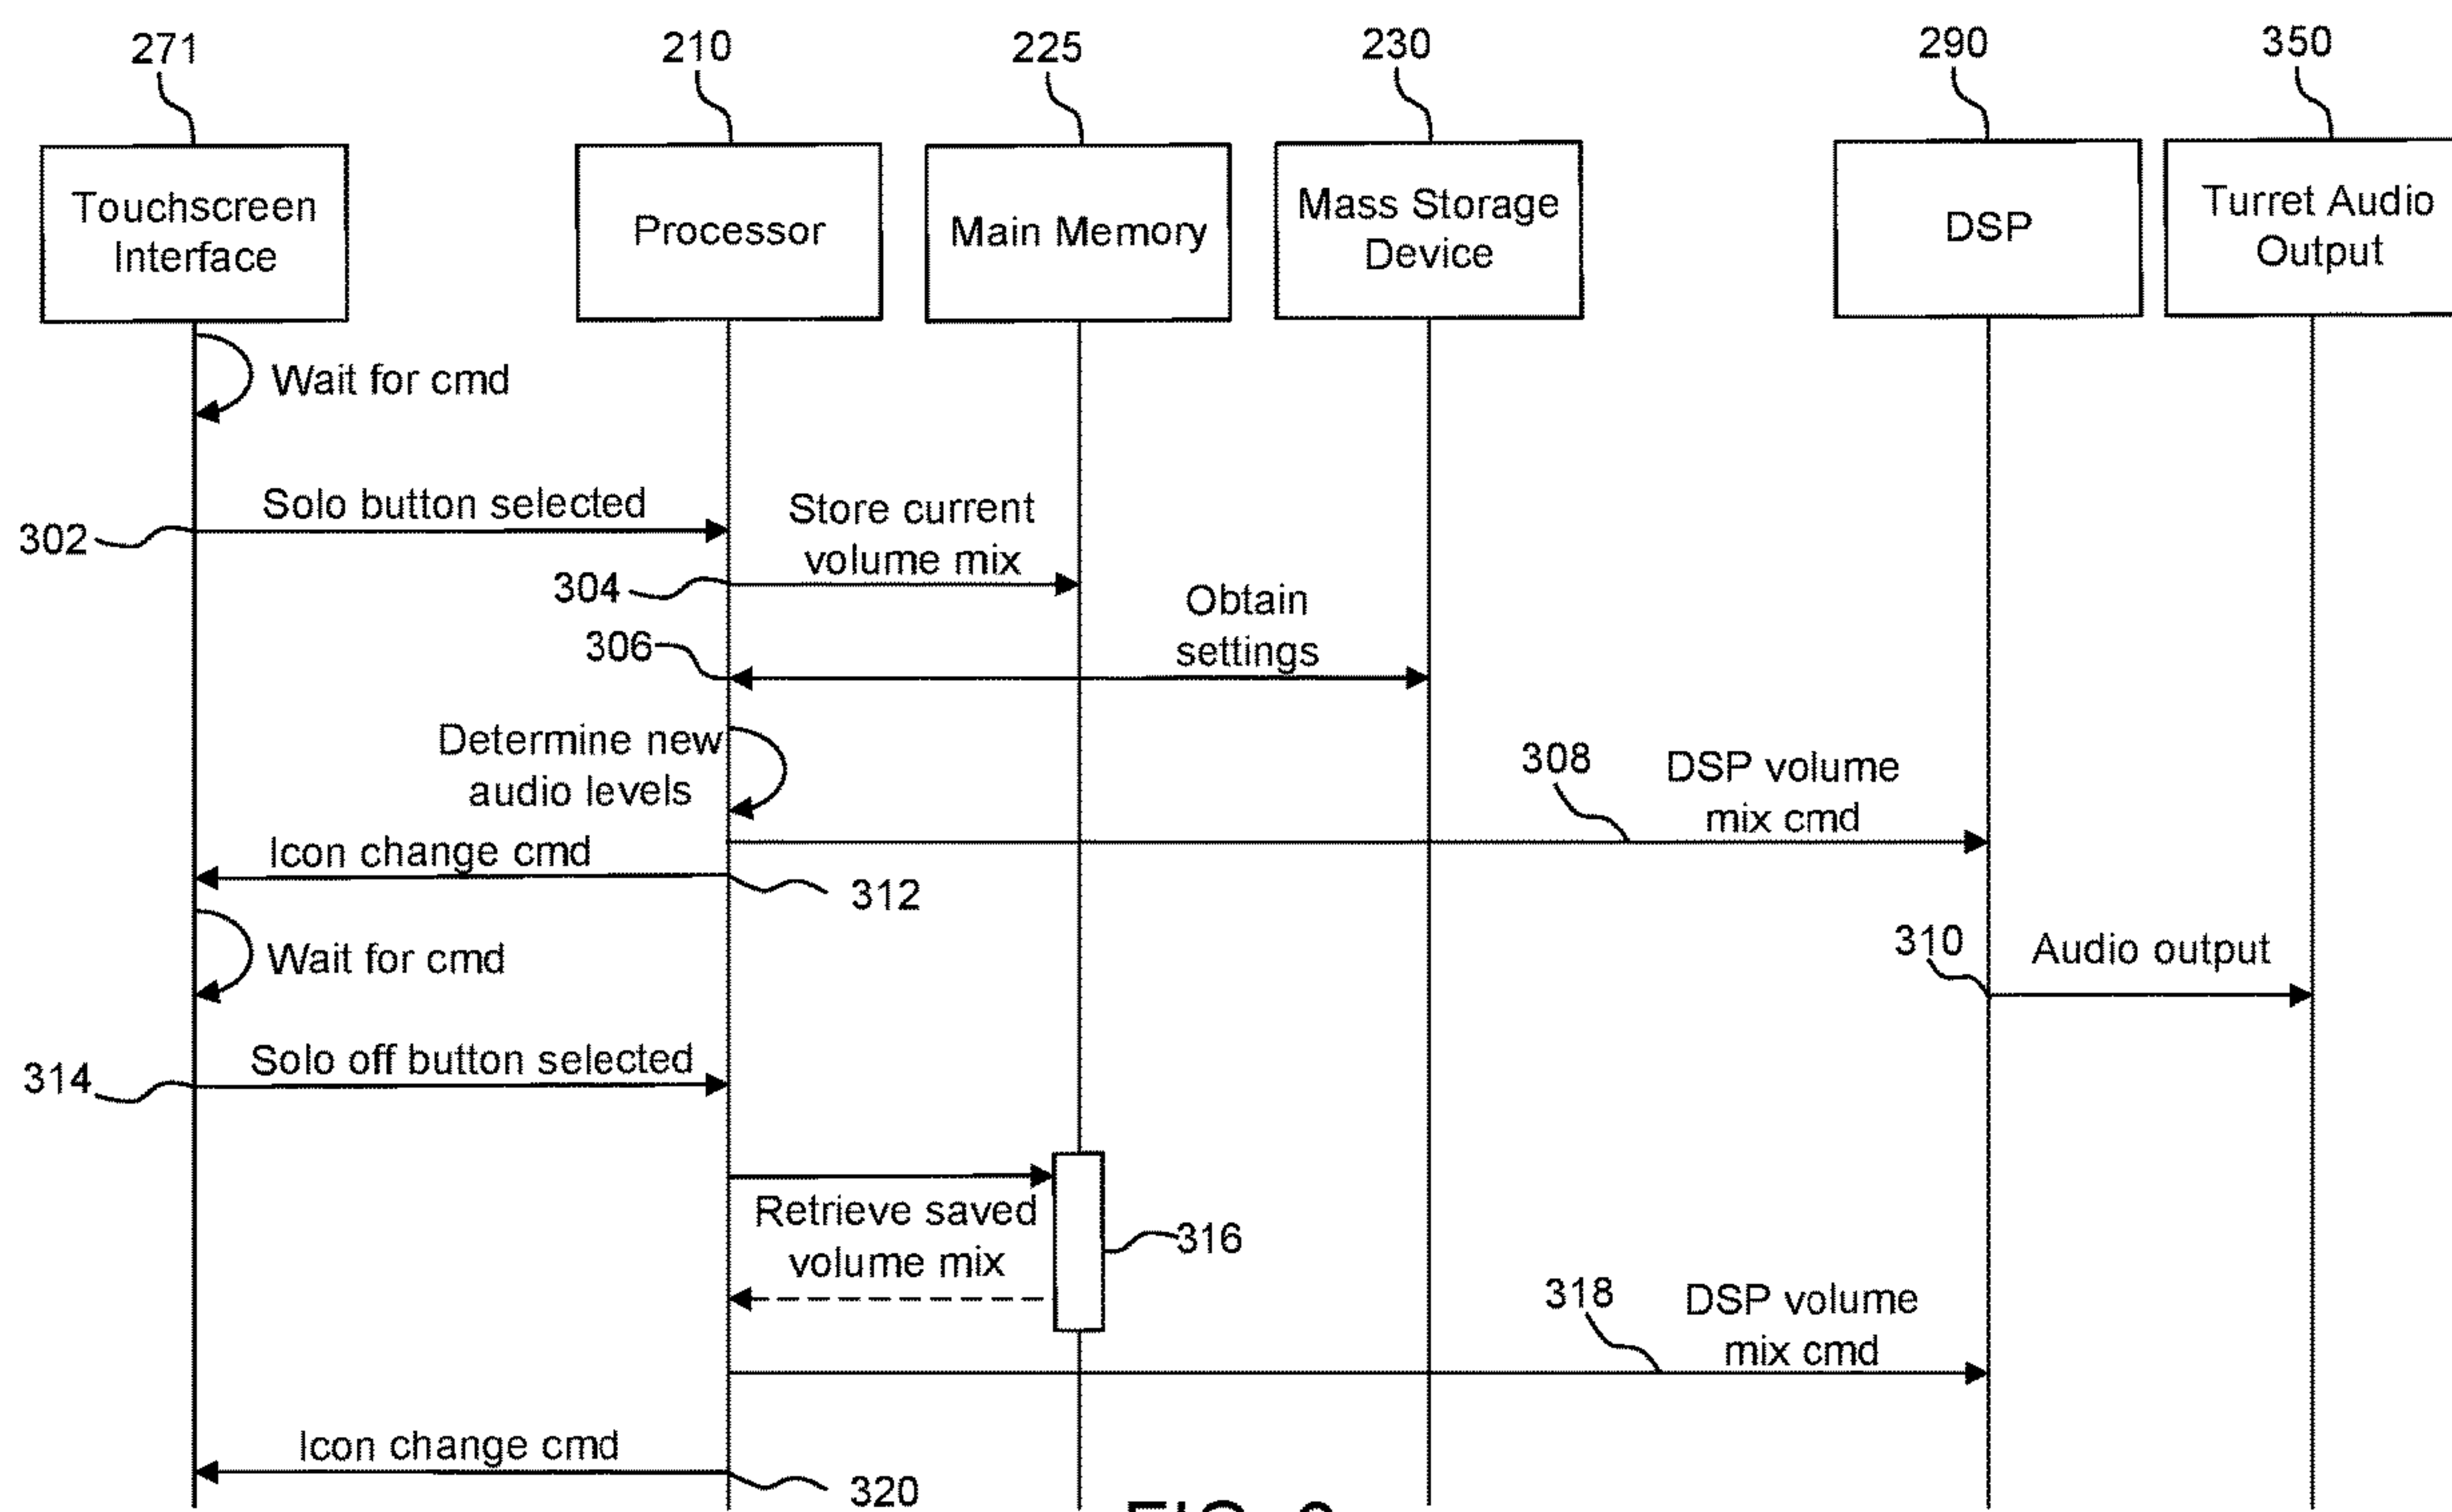 271
210
225
230
290
350
Touchscreen
Interface
Processor
Main Memory
Mass Storage
Device
DSP
Turret Audio
Output
Wait for cmd
302
Solo button selected
Store current
volume mix
304
Obtain
settings
306
Determine new
audio levels
308
DSP volume
mix cmd
Icon change cmd
312
Wait for cmd
310
Audio output
314
Solo off button selected
Retrieve saved
volume mix
316
318
DSP volume
mix cmd
Icon change cmd
320